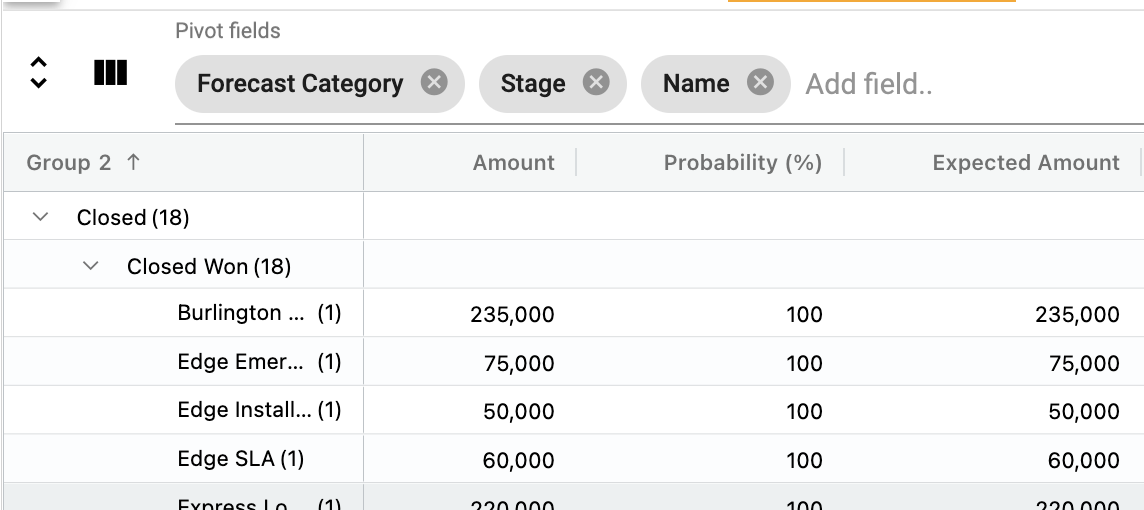 Pivot fields
Forecast Category Stage Name Add field..
Group 2 ↑ Amount Probability (%) Expected Amount
Closed (18)
Closed Won (18)
Burlington ... (1) 235,000 100 235,000
Edge Emer... (1) 75,000 100 75,000
Edge Install... (1) 50,000 100 50,000
Edge SLA (1) 60,000 100 60,000
Express Lo... (1) 220,000 100 220,000